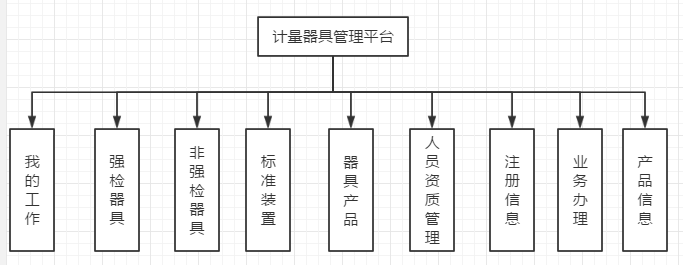 计量器具管理平台
我的工作
强检器具
非强检器具
标准装置
器具产品
人员资质管理
注册信息
业务办理
产品信息